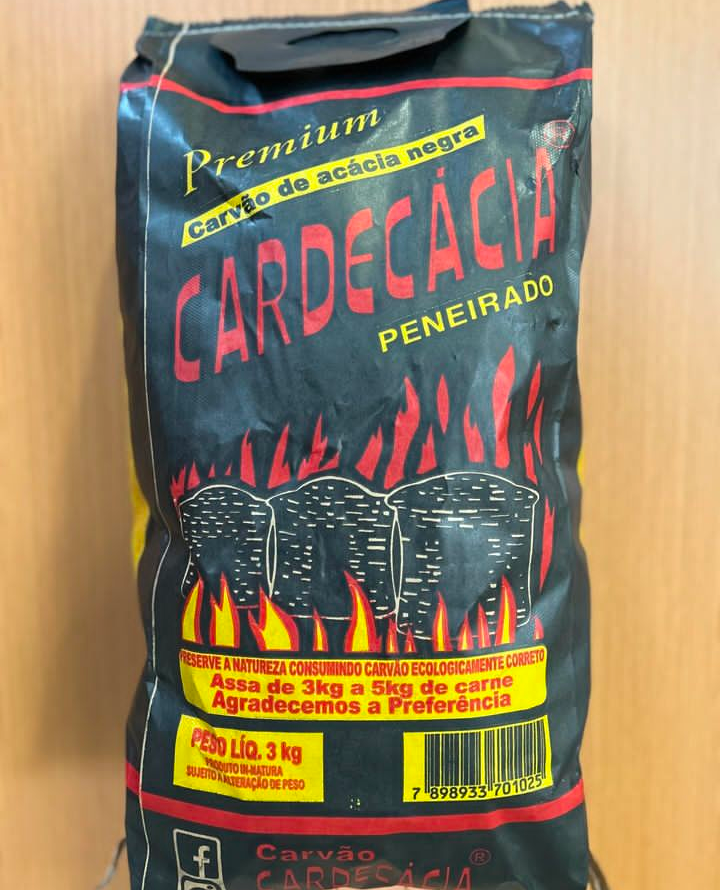 Premium
Carvão de acácia negra
CARDECÁCIA
PENEIRADO
PRESERVE A NATUREZA CONSUMINDO CARVÃO ECOLOGICAMENTE CORRETO
Assa de 3kg a 5kg de carne
Agradecemos a Preferência
PESO LÍQ. 3 kg
PRODUTO IN-NATURA
SUJEITO A ALTERAÇÃO DE PESO
7 898933 701025
f
Carvão ®
CARDECÁCIA